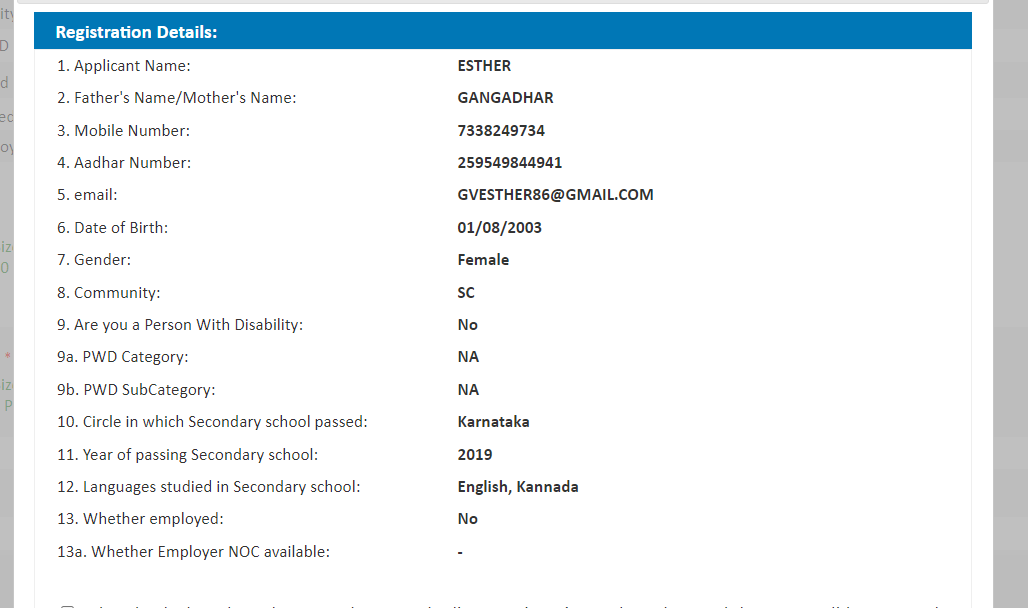 Registration Details:
1. Applicant Name: ESTHER
2. Father's Name/Mother's Name: GANGADHAR
3. Mobile Number: 7338249734
4. Aadhar Number: 259549844941
5. email: GVESTHER86@GMAIL.COM
6. Date of Birth: 01/08/2003
7. Gender: Female
8. Community: SC
9. Are you a Person With Disability: No
9a. PWD Category: NA
9b. PWD SubCategory: NA
10. Circle in which Secondary school passed: Karnataka
11. Year of passing Secondary school: 2019
12. Languages studied in Secondary school: English, Kannada
13. Whether employed: No
13a. Whether Employer NOC available: -